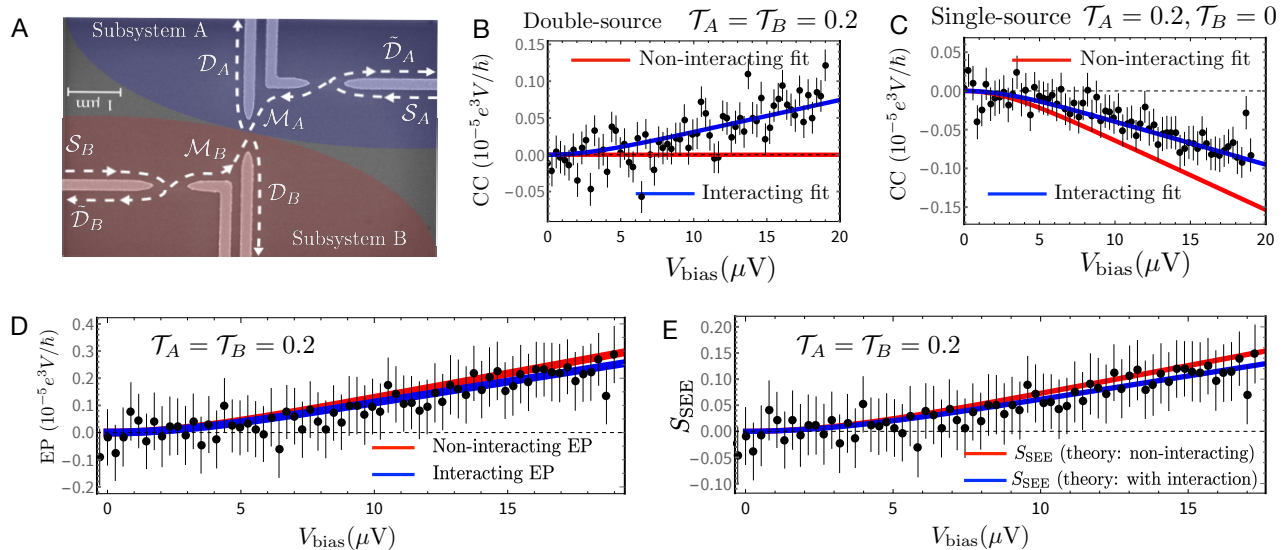 A
Subsystem A
1 μm
𝒟_A
𝒟̃_A
ℳ_A
𝒮_A
𝒮_B
ℳ_B
𝒟̃_B
𝒟_B
Subsystem B
B
Double-source 𝒯_A = 𝒯_B = 0.2
CC (10⁻⁵ e³V/ℏ)
0.15
0.10
0.05
0.00
−0.05
Non-interacting fit
Interacting fit
0 5 10 15 20
V_bias(μV)
C
Single-source 𝒯_A = 0.2, 𝒯_B = 0
CC (10⁻⁵ e³V/ℏ)
0.05
0.00
−0.05
−0.10
−0.15
Non-interacting fit
Interacting fit
0 5 10 15 20
V_bias(μV)
D
𝒯_A = 𝒯_B = 0.2
EP (10⁻⁵ e³V/ℏ)
0.4
0.3
0.2
0.1
0.0
−0.1
−0.2
Non-interacting EP
Interacting EP
0 5 10 15
V_bias(μV)
E
𝒯_A = 𝒯_B = 0.2
S_SEE
0.20
0.15
0.10
0.05
0.00
−0.05
−0.10
S_SEE (theory: non-interacting)
S_SEE (theory: with interaction)
0 5 10 15
V_bias(μV)